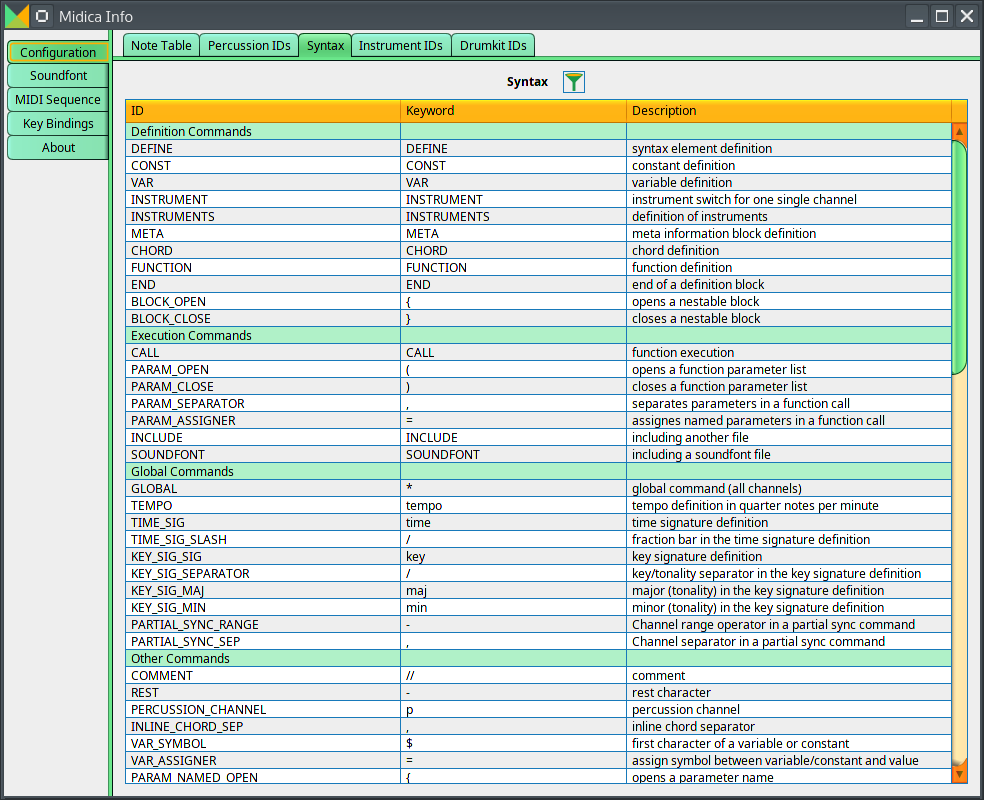 Midica Info
Configuration
Soundfont
MIDI Sequence
Key Bindings
About
Note Table Percussion IDs Syntax Instrument IDs Drumkit IDs
Syntax
ID Keyword Description
Definition Commands
DEFINE DEFINE syntax element definition
CONST CONST constant definition
VAR VAR variable definition
INSTRUMENT INSTRUMENT instrument switch for one single channel
INSTRUMENTS INSTRUMENTS definition of instruments
META META meta information block definition
CHORD CHORD chord definition
FUNCTION FUNCTION function definition
END END end of a definition block
BLOCK_OPEN { opens a nestable block
BLOCK_CLOSE } closes a nestable block
Execution Commands
CALL CALL function execution
PARAM_OPEN ( opens a function parameter list
PARAM_CLOSE ) closes a function parameter list
PARAM_SEPARATOR , separates parameters in a function call
PARAM_ASSIGNER = assignes named parameters in a function call
INCLUDE INCLUDE including another file
SOUNDFONT SOUNDFONT including a soundfont file
Global Commands
GLOBAL * global command (all channels)
TEMPO tempo tempo definition in quarter notes per minute
TIME_SIG time time signature definition
TIME_SIG_SLASH / fraction bar in the time signature definition
KEY_SIG_SIG key key signature definition
KEY_SIG_SEPARATOR / key/tonality separator in the key signature definition
KEY_SIG_MAJ maj major (tonality) in the key signature definition
KEY_SIG_MIN min minor (tonality) in the key signature definition
PARTIAL_SYNC_RANGE - Channel range operator in a partial sync command
PARTIAL_SYNC_SEP , Channel separator in a partial sync command
Other Commands
COMMENT // comment
REST - rest character
PERCUSSION_CHANNEL p percussion channel
INLINE_CHORD_SEP , inline chord separator
VAR_SYMBOL $ first character of a variable or constant
VAR_ASSIGNER = assign symbol between variable/constant and value
PARAM_NAMED_OPEN { opens a parameter name